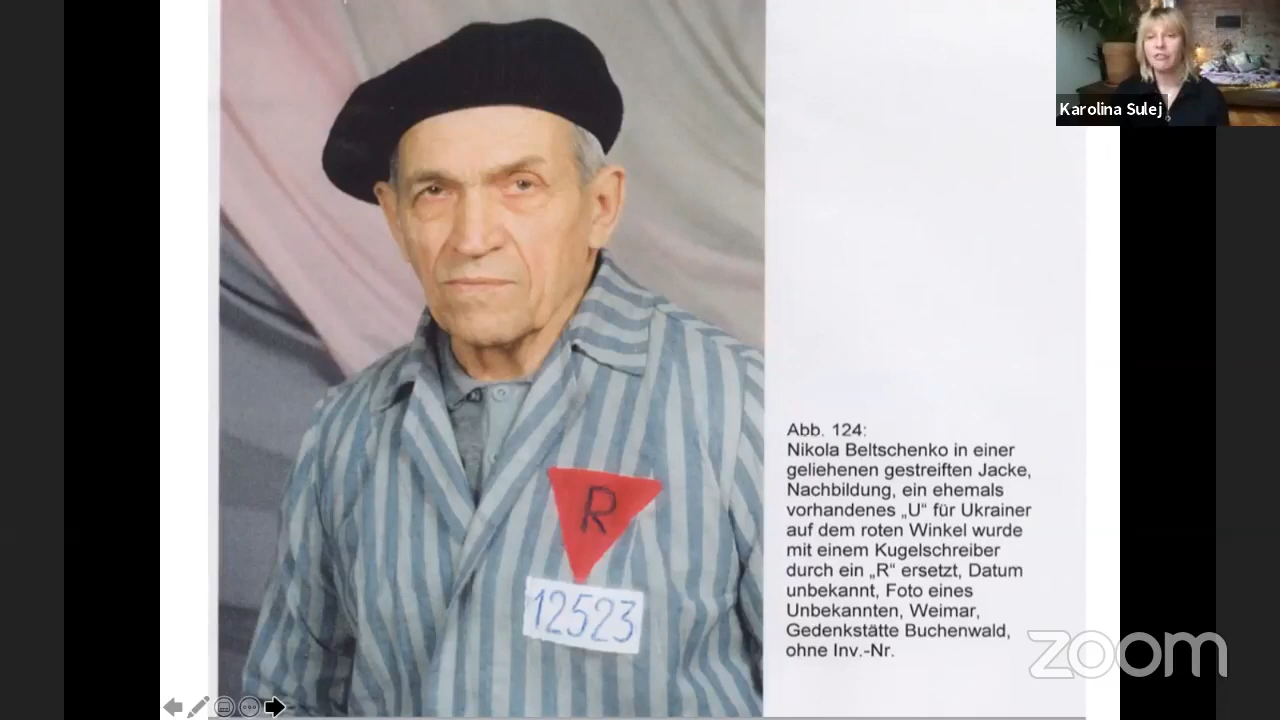 Karolina Sulej
R
12523
Abb. 124:
Nikola Beltschenko in einer
geliehenen gestreiften Jacke,
Nachbildung, ein ehemals
vorhandenes „U“ für Ukrainer
auf dem roten Winkel wurde
mit einem Kugelschreiber
durch ein „R“ ersetzt, Datum
unbekannt, Foto eines
Unbekannten, Weimar,
Gedenkstätte Buchenwald,
ohne Inv.-Nr.
zoom